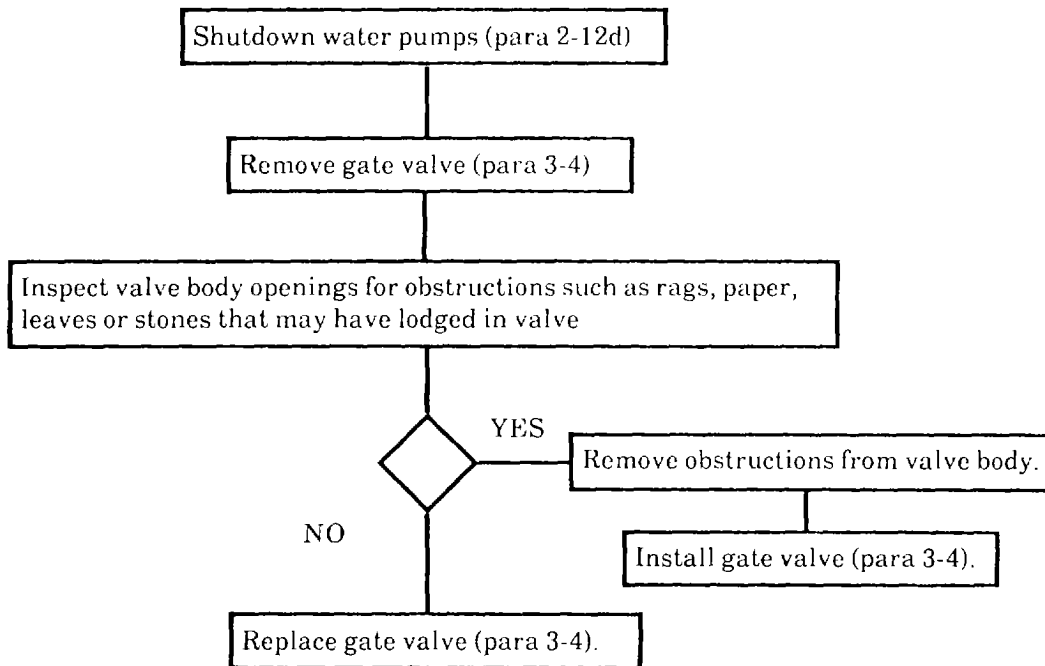 Shutdown water pumps (para 2-12d)
Remove gate valve (para 3-4)
Inspect valve body openings for obstructions such as rags, paper,
leaves or stones that may have lodged in valve
YES
Remove obstructions from valve body.
NO
Install gate valve (para 3-4).
Replace gate valve (para 3-4).